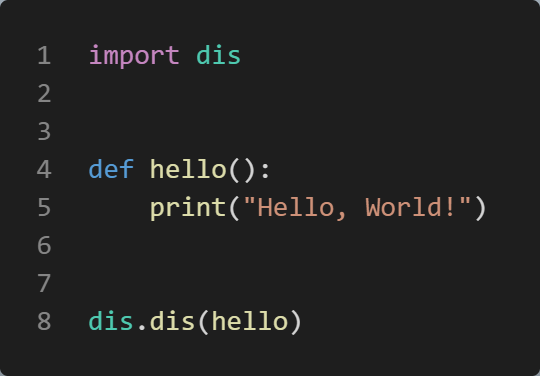 1 import dis
2
3
4 def hello():
5     print("Hello, World!")
6
7
8 dis.dis(hello)